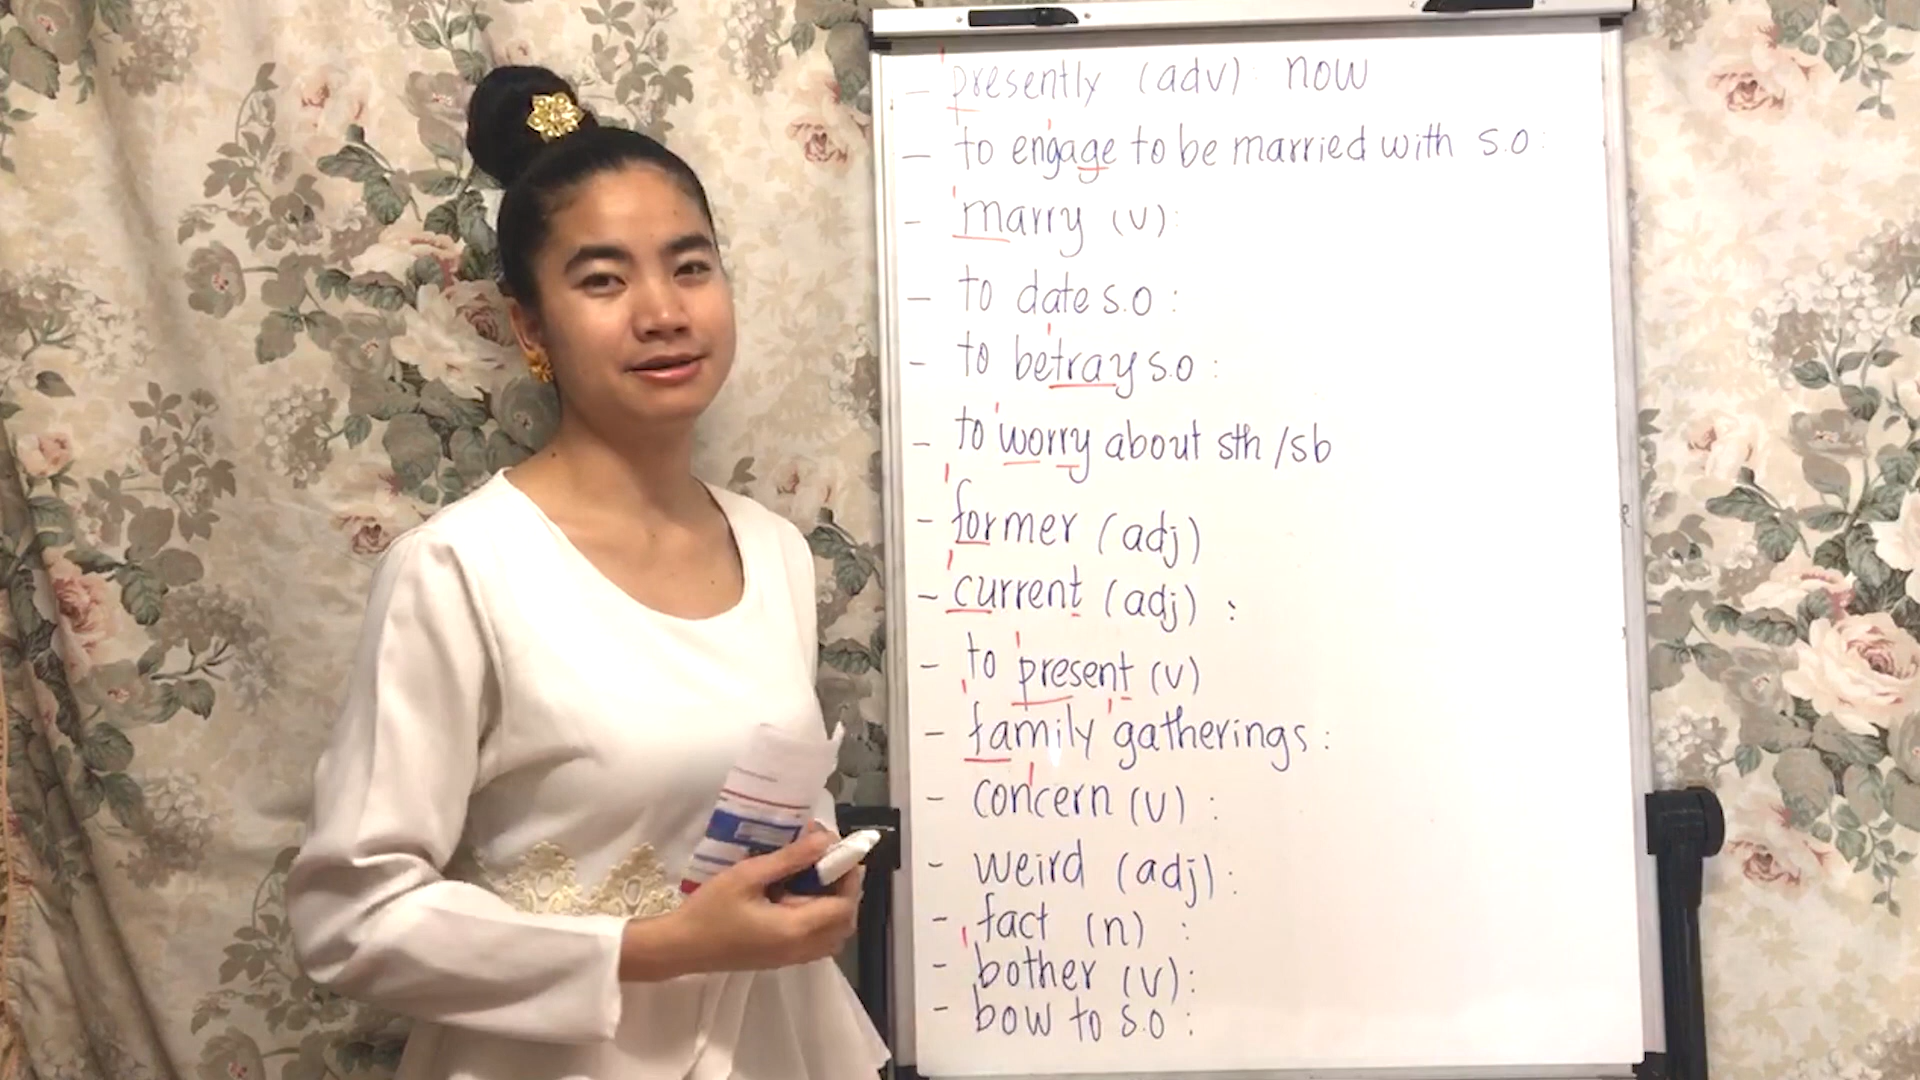 - presently (adv): now
- to engage to be married with s.o:
- marry (v):
- to date s.o:
- to betray s.o:
- to worry about sth/sb
- former (adj)
- current (adj):
- to present (v)
- family gatherings:
- concern (v):
- weird (adj):
- fact (n):
- bother (v):
- bow to s.o: